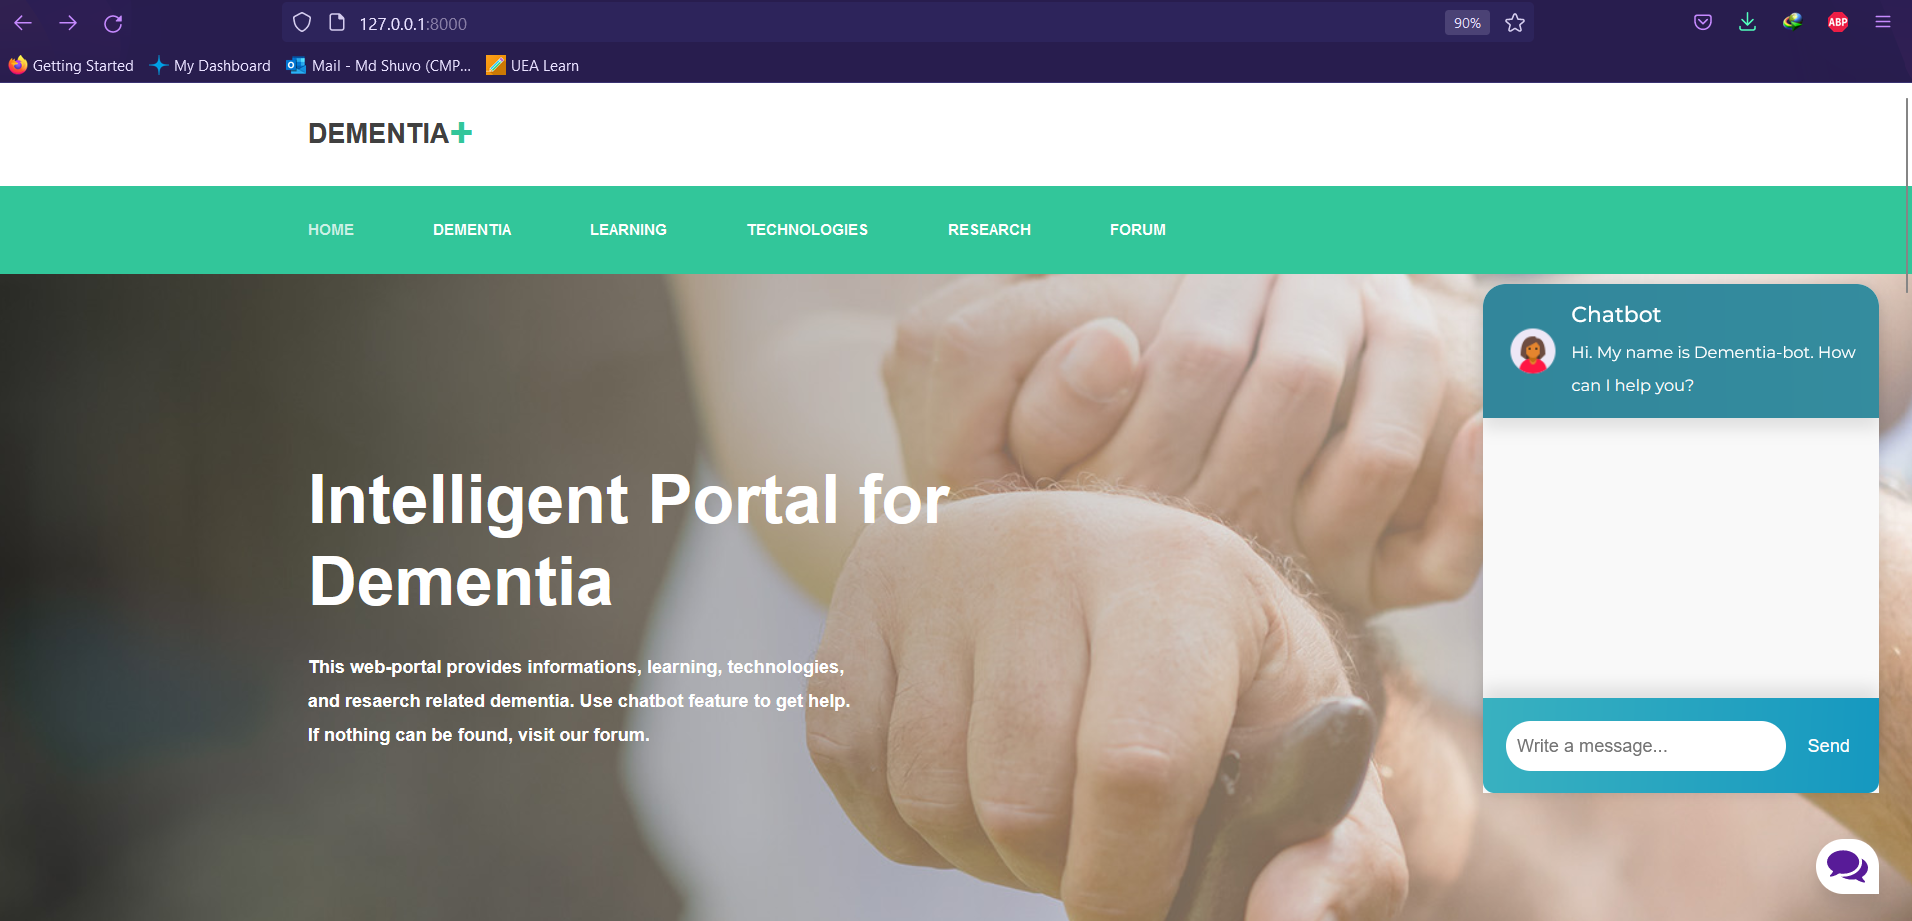 127.0.0.1:8000
90%
ABP
Getting Started
My Dashboard
Mail - Md Shuvo (CMP...
UEA Learn
DEMENTIA+
HOME
DEMENTIA
LEARNING
TECHNOLOGIES
RESEARCH
FORUM
Intelligent Portal for
Dementia
This web-portal provides informations, learning, technologies,
and resaerch related dementia. Use chatbot feature to get help.
If nothing can be found, visit our forum.
Chatbot
Hi. My name is Dementia-bot. How
can I help you?
Write a message...
Send